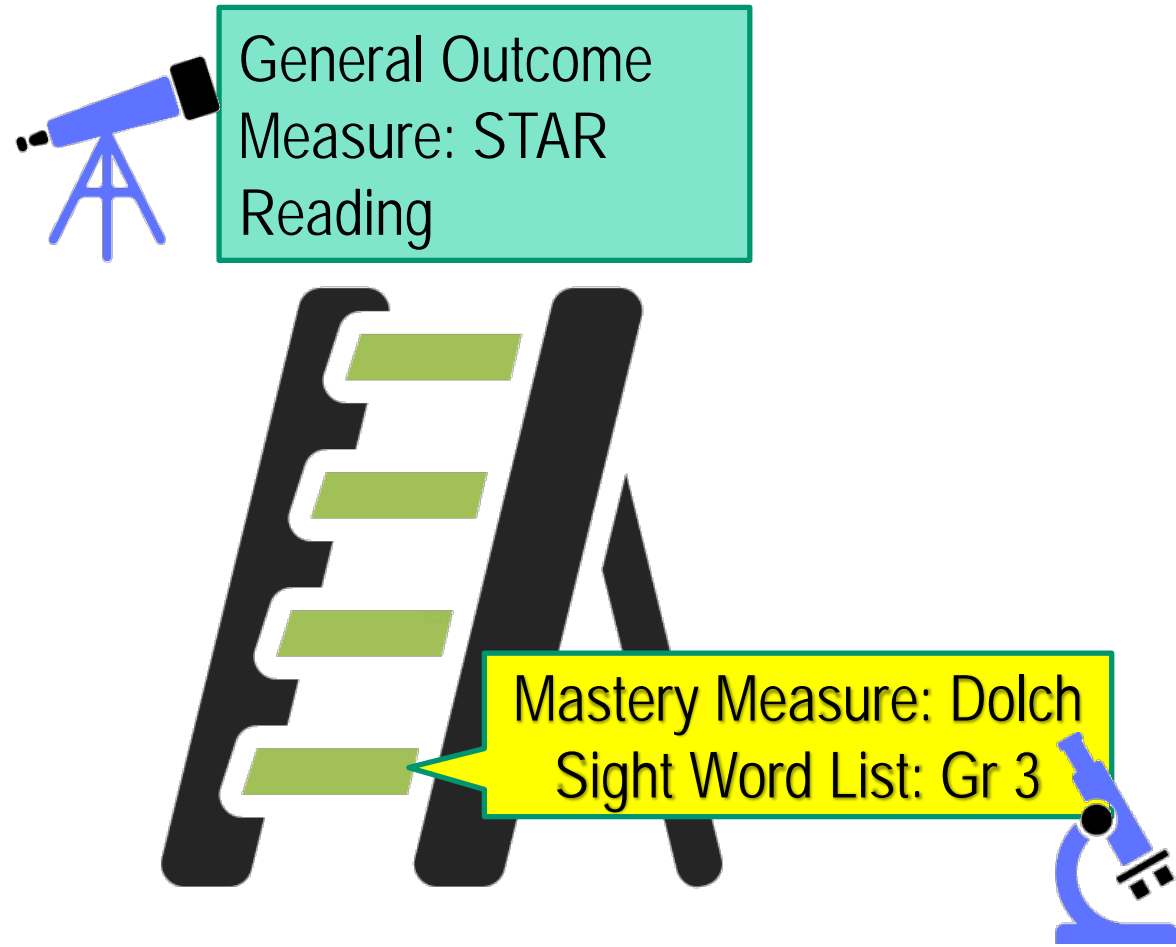 General Outcome
Measure: STAR
Reading
Mastery Measure: Dolch
Sight Word List: Gr 3